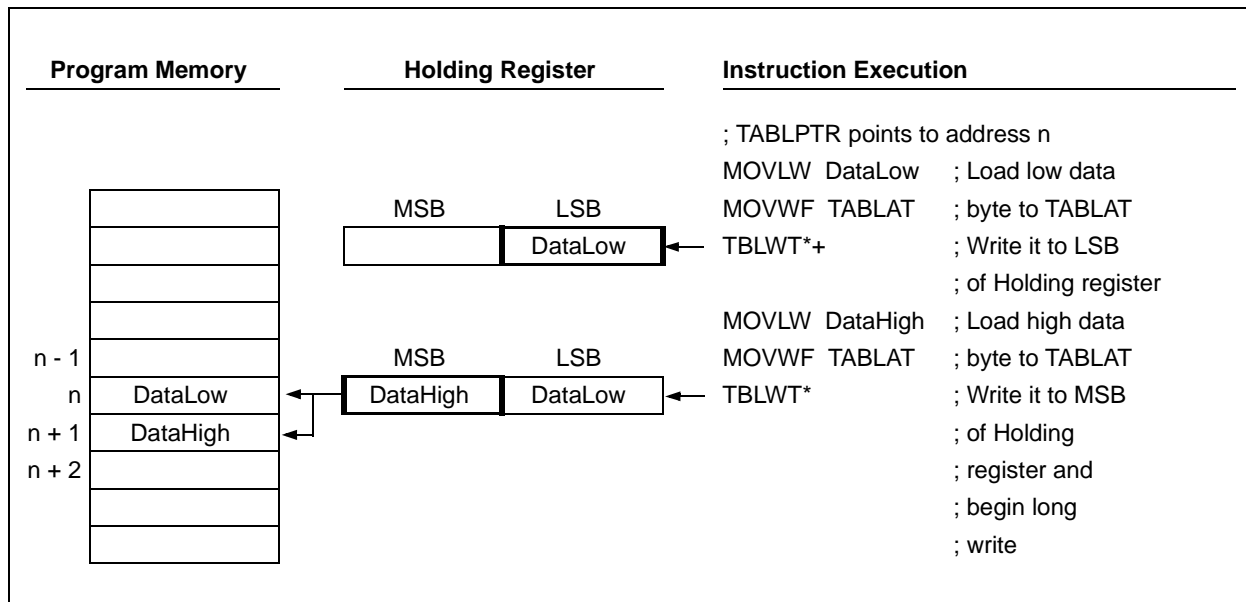 Program Memory Holding Register Instruction Execution
; TABLPTR points to address n
MOVLW DataLow ; Load low data
MSB LSB MOVWF TABLAT ; byte to TABLAT
DataLow TBLWT*+ ; Write it to LSB
; of Holding register
MOVLW DataHigh ; Load high data
n - 1 MSB LSB MOVWF TABLAT ; byte to TABLAT
n DataLow DataHigh DataLow TBLWT* ; Write it to MSB
n + 1 DataHigh ; of Holding
n + 2 ; register and
; begin long
; write